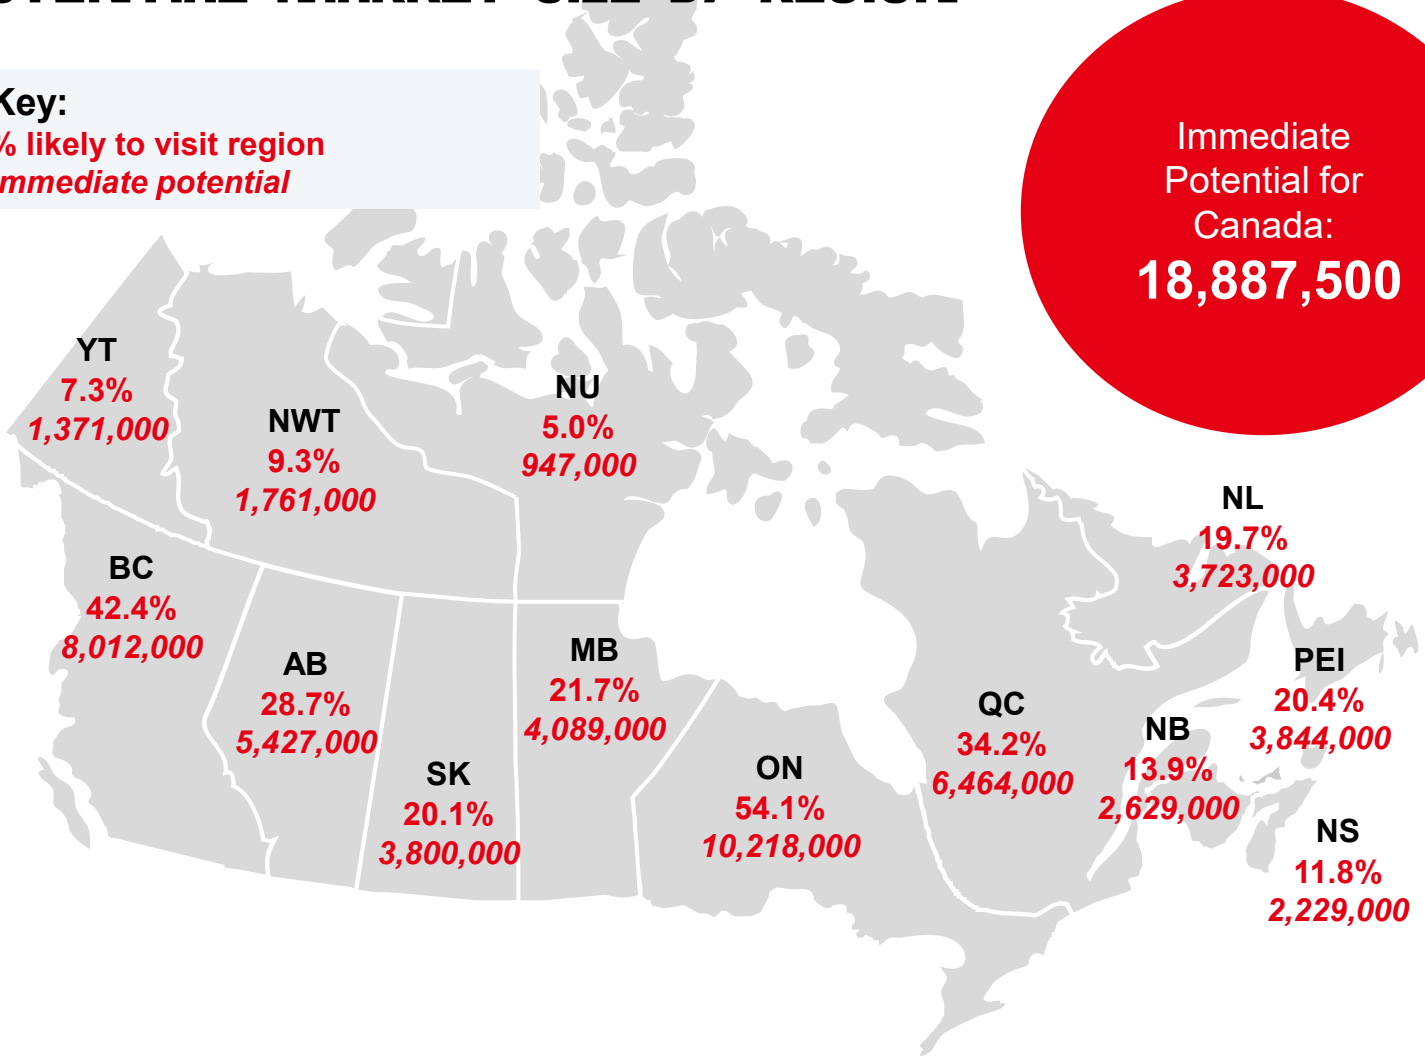 MARKET SIZE BY REGION
Key:
% likely to visit region
mmediate potential
Immediate
Potential for
Canada:
18,887,500
YT
7.3%
1,371,000
NWT
9.3%
1,761,000
NU
5.0%
947,000
NL
19.7%
3,723,000
BC
42.4%
8,012,000
AB
28.7%
5,427,000
SK
20.1%
3,800,000
MB
21.7%
4,089,000
ON
54.1%
10,218,000
QC
34.2%
6,464,000
NB
13.9%
2,629,000
PEI
20.4%
3,844,000
NS
11.8%
2,229,000